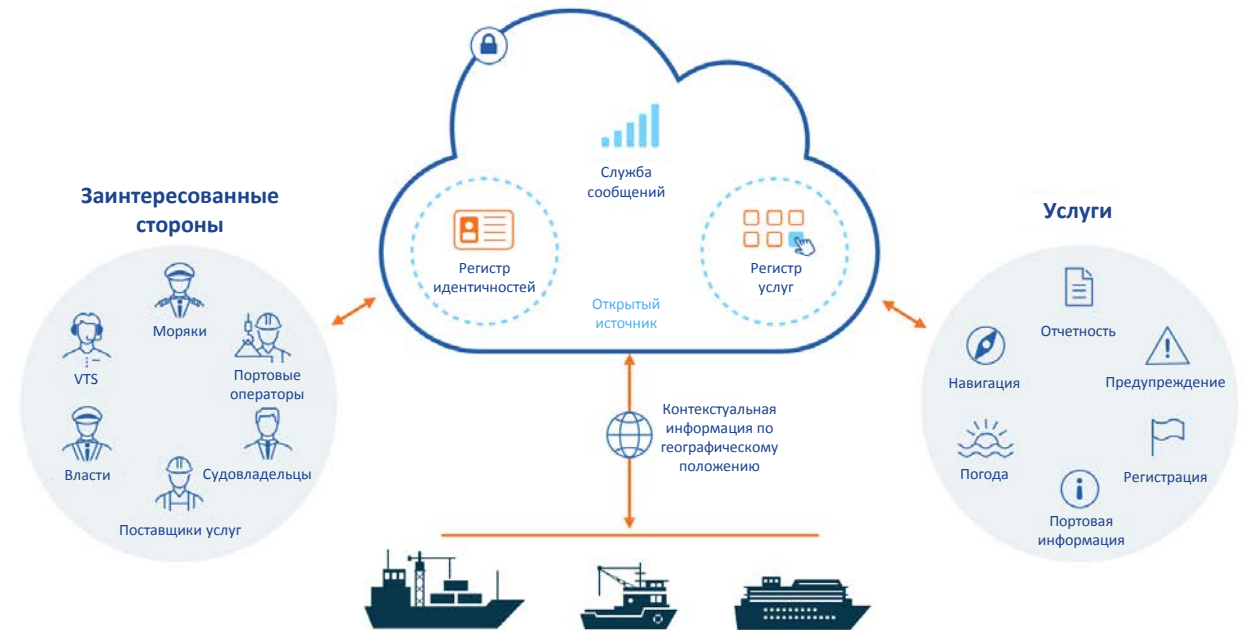 Служба
сообщений
Регистр
идентичностей
Регистр
услуг
Открытый
источник
Заинтересованные
стороны
Моряки
VTS
Портовые
операторы
Власти
Судовладельцы
Поставщики услуг
Контекстуальная
информация по
географическому
положению
Услуги
Отчетность
Навигация
Предупреждение
Погода
Регистрация
Портовая
информация